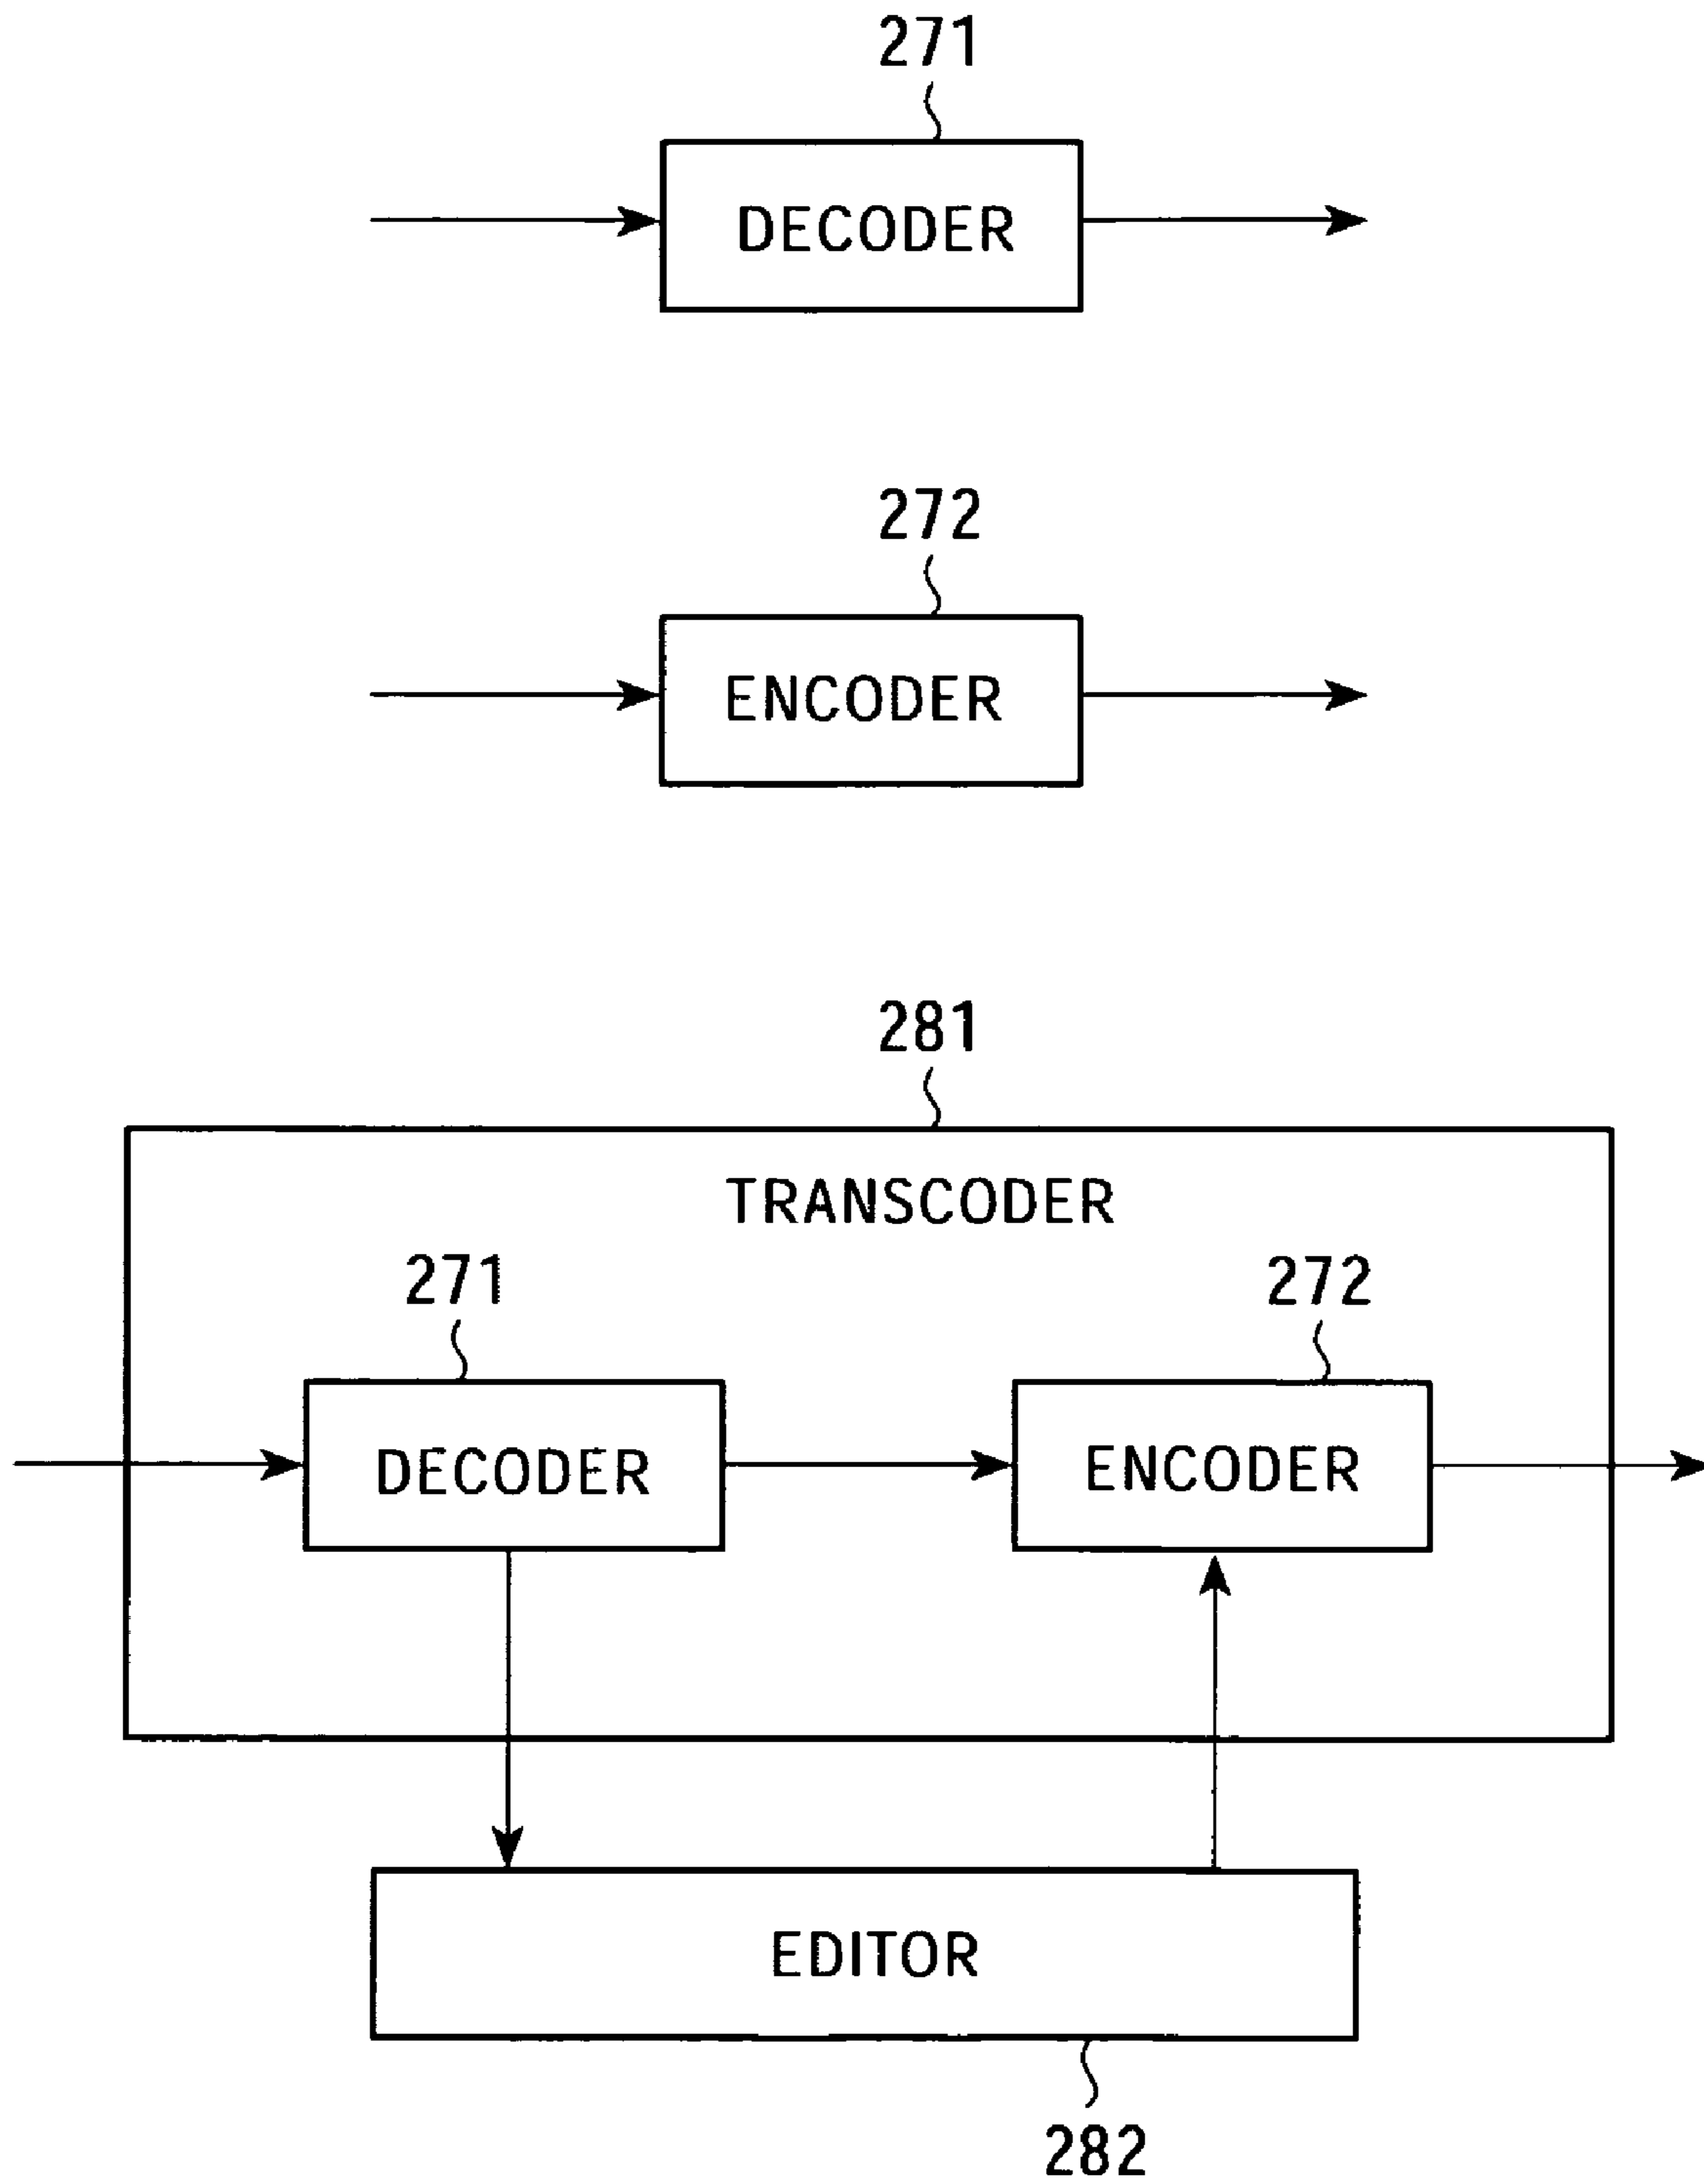 271
DECODER
272
ENCODER
281
TRANSCODER
271
272
DECODER
ENCODER
EDITOR
282